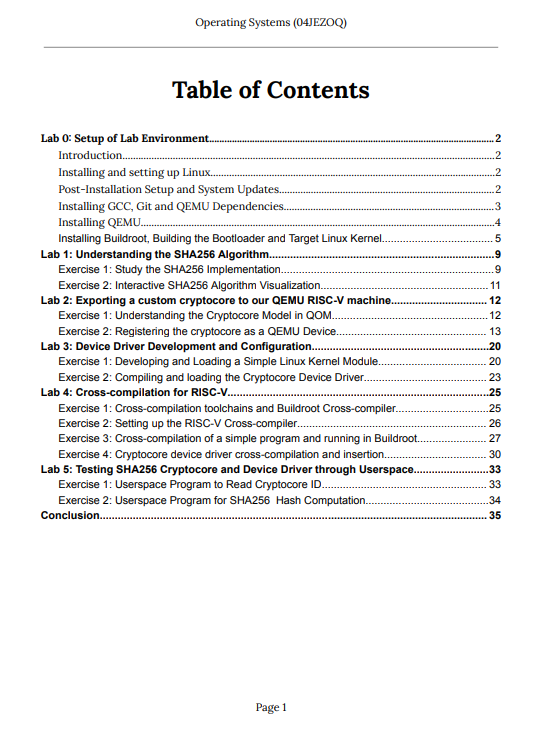 Operating Systems (04JEZOQ)
Table of Contents
Lab 0: Setup of Lab Environment..........2
Introduction..........2
Installing and setting up Linux..........2
Post-Installation Setup and System Updates..........2
Installing GCC, Git and QEMU Dependencies..........3
Installing QEMU..........4
Installing Buildroot, Building the Bootloader and Target Linux Kernel..........5
Lab 1: Understanding the SHA256 Algorithm..........9
Exercise 1: Study the SHA256 Implementation..........9
Exercise 2: Interactive SHA256 Algorithm Visualization..........11
Lab 2: Exporting a custom cryptocore to our QEMU RISC-V machine..........12
Exercise 1: Understanding the Cryptocore Model in QOM..........12
Exercise 2: Registering the cryptocore as a QEMU Device..........13
Lab 3: Device Driver Development and Configuration..........20
Exercise 1: Developing and Loading a Simple Linux Kernel Module..........20
Exercise 2: Compiling and loading the Cryptocore Device Driver..........23
Lab 4: Cross-compilation for RISC-V..........25
Exercise 1: Cross-compilation toolchains and Buildroot Cross-compiler..........25
Exercise 2: Setting up the RISC-V Cross-compiler..........26
Exercise 3: Cross-compilation of a simple program and running in Buildroot..........27
Exercise 4: Cryptocore device driver cross-compilation and insertion..........30
Lab 5: Testing SHA256 Cryptocore and Device Driver through Userspace..........33
Exercise 1: Userspace Program to Read Cryptocore ID..........33
Exercise 2: Userspace Program for SHA256 Hash Computation..........34
Conclusion..........35
Page 1